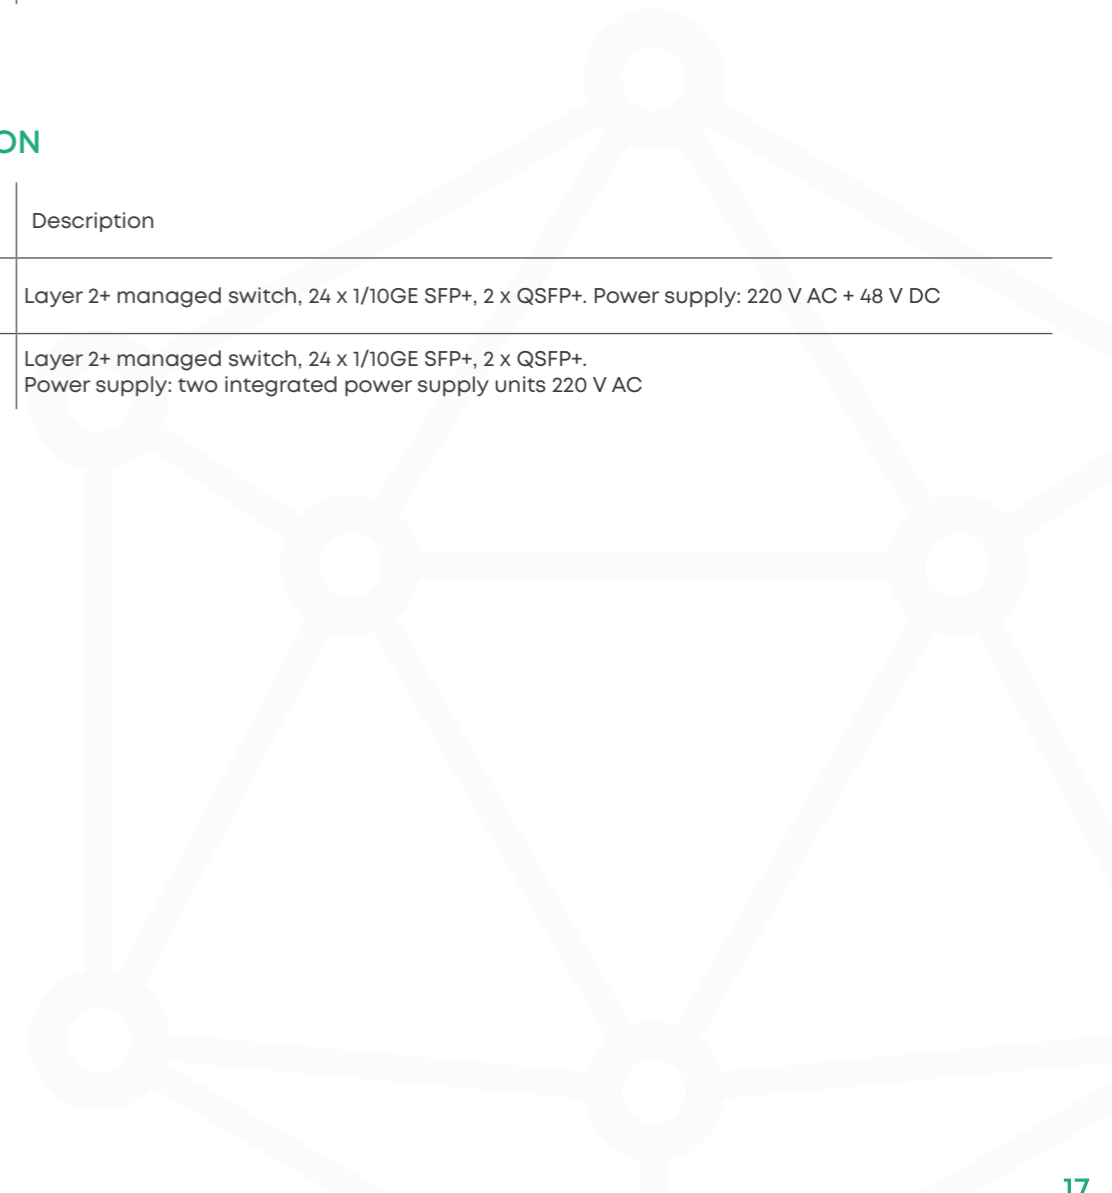 ON
Description
Layer 2+ managed switch, 24 x 1/10GE SFP+, 2 x QSFP+. Power supply: 220 V AC + 48 V DC
Layer 2+ managed switch, 24 x 1/10GE SFP+, 2 x QSFP+.
Power supply: two integrated power supply units 220 V AC
17